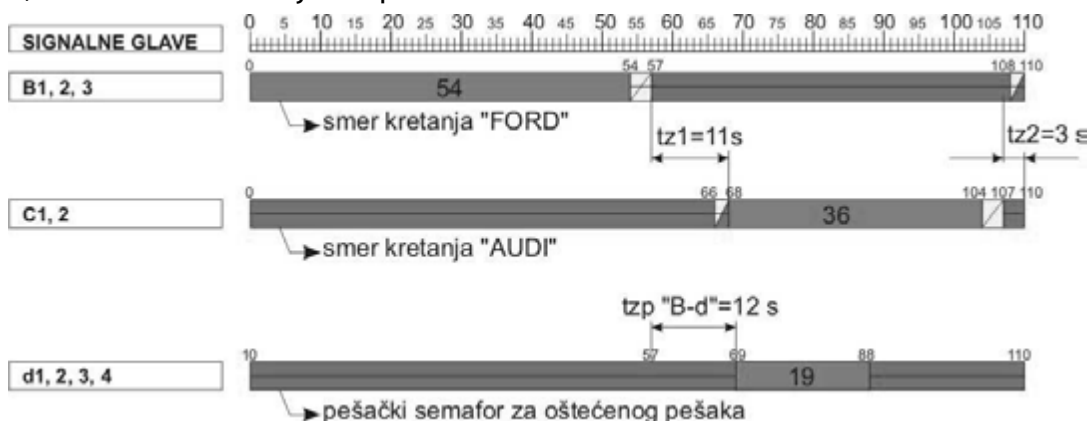 0 5 10 15 20 25 30 35 40 45 50 55 60 65 70 75 80 85 90 95 100 105 110
SIGNALNE GLAVE
0 54 57 108 110
B1, 2, 3
54
smer kretanja "FORD"
tz1=11s
tz2=3 s
0 66 68 104 107 110
C1, 2
36
smer kretanja "AUDI"
tzp "B-d"=12 s
10 57 69 88 110
d1, 2, 3, 4
19
pešački semafor za oštećenog pešaka